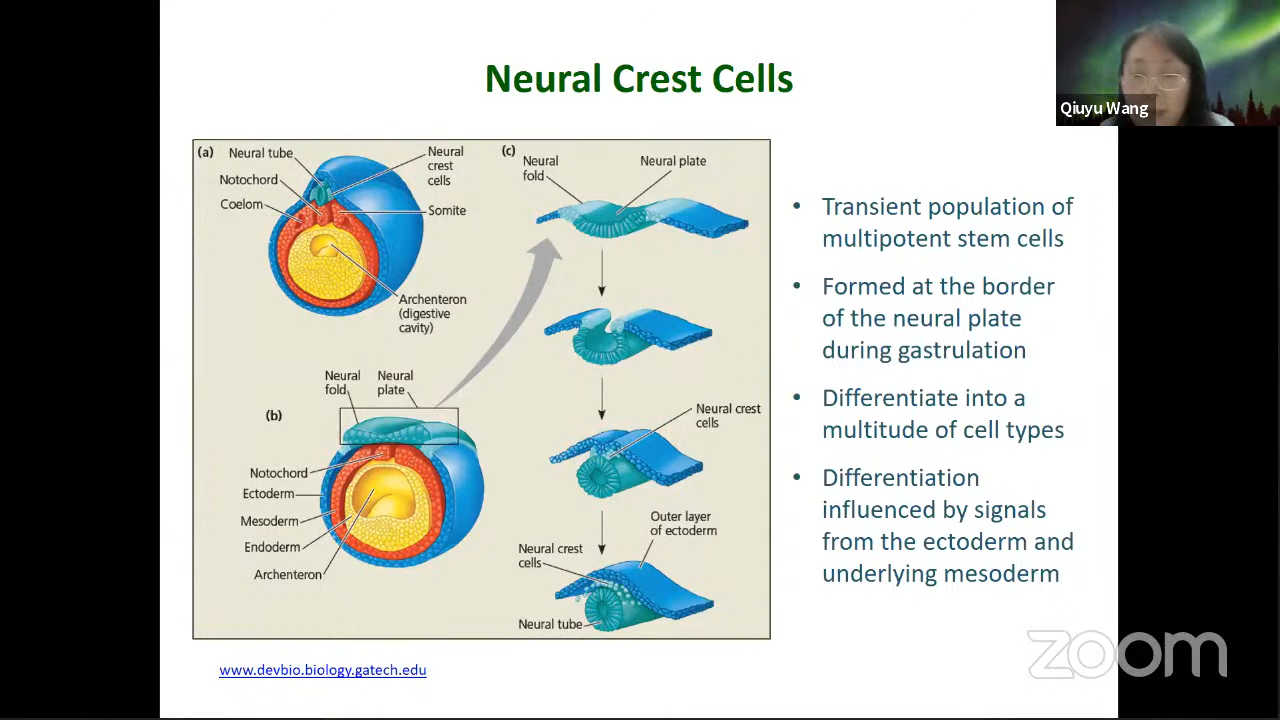 Neural Crest Cells
Qiuyu Wang
(a)
Neural tube
Notochord
Coelom
Neural
crest
cells
Somite
Archenteron
(digestive
cavity)
(b)
Neural
fold
Neural
plate
Notochord
Ectoderm
Mesoderm
Endoderm
Archenteron
(c)
Neural
fold
Neural plate
Neural crest
cells
Outer layer
of ectoderm
Neural crest
cells
Neural tube
• Transient population of
multipotent stem cells
• Formed at the border
of the neural plate
during gastrulation
• Differentiate into a
multitude of cell types
• Differentiation
influenced by signals
from the ectoderm and
underlying mesoderm
www.devbio.biology.gatech.edu
zoom